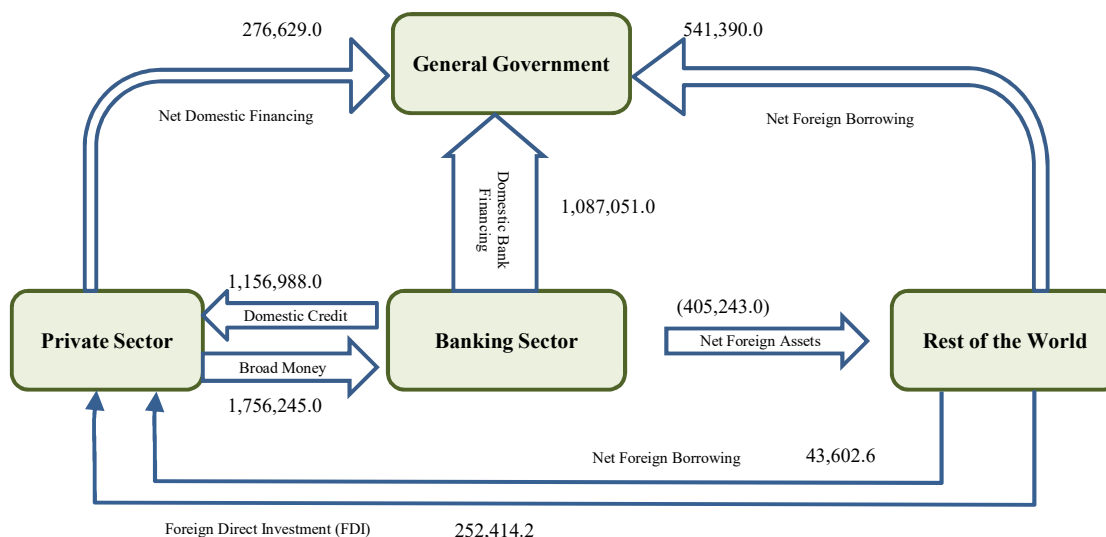 276,629.0
541,390.0
General Government
Net Domestic Financing
Net Foreign Borrowing
Domestic Bank
Financing
1,087,051.0
1,156,988.0
(405,243.0)
Domestic Credit
Private Sector
Banking Sector
Net Foreign Assets
Rest of the World
Broad Money
1,756,245.0
Net Foreign Borrowing 43,602.6
Foreign Direct Investment (FDI) 252,414.2